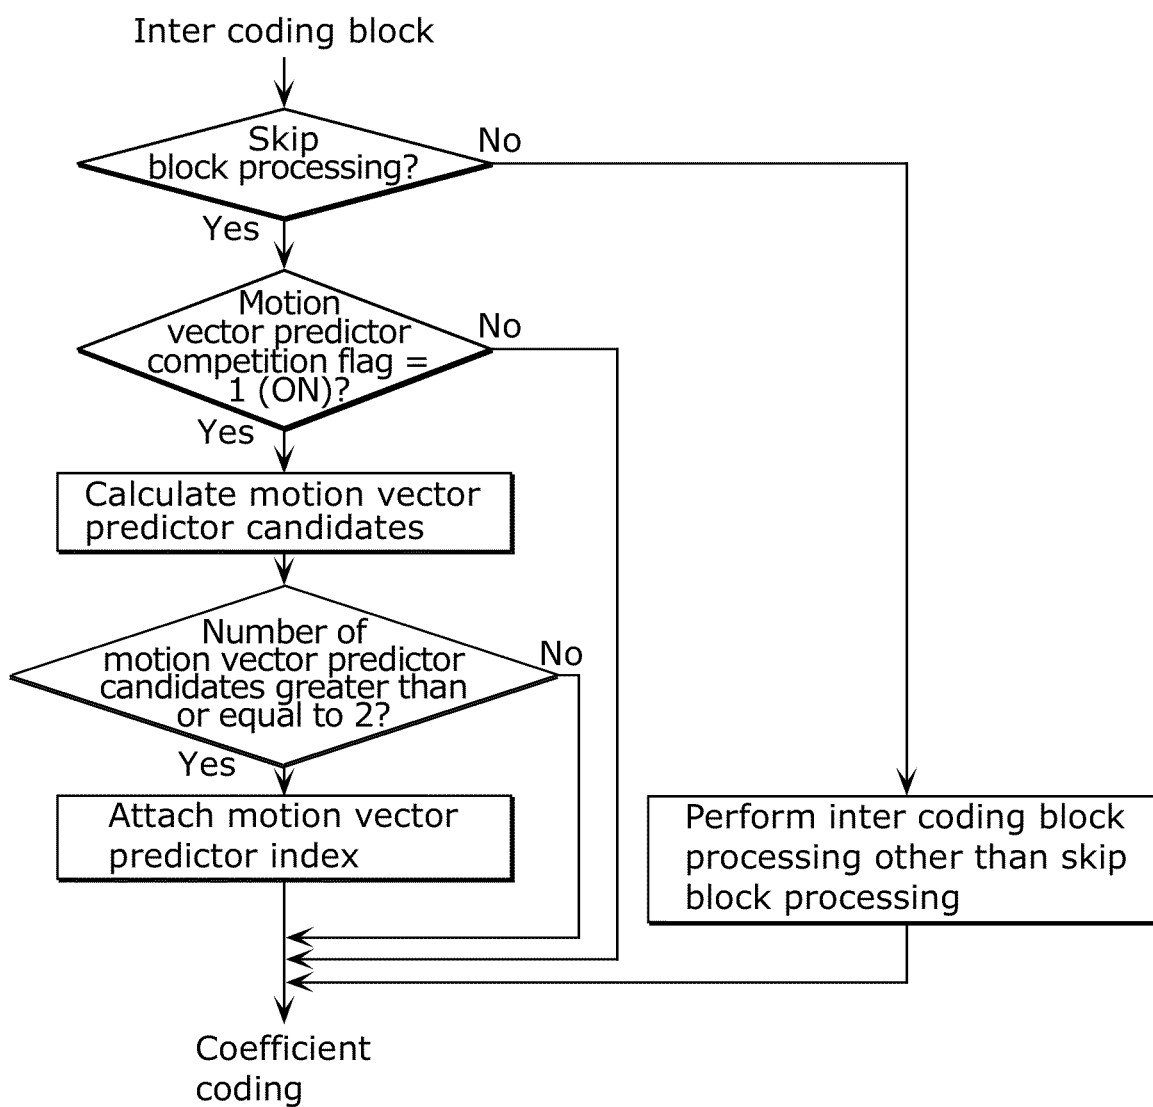 Inter coding block
Skip
block processing?
No
Yes
Motion
vector predictor
competition flag =
1 (ON)?
No
Yes
Calculate motion vector
predictor candidates
Number of
motion vector predictor
candidates greater than
or equal to 2?
No
Yes
Attach motion vector
predictor index
Perform inter coding block
processing other than skip
block processing
Coefficient
coding